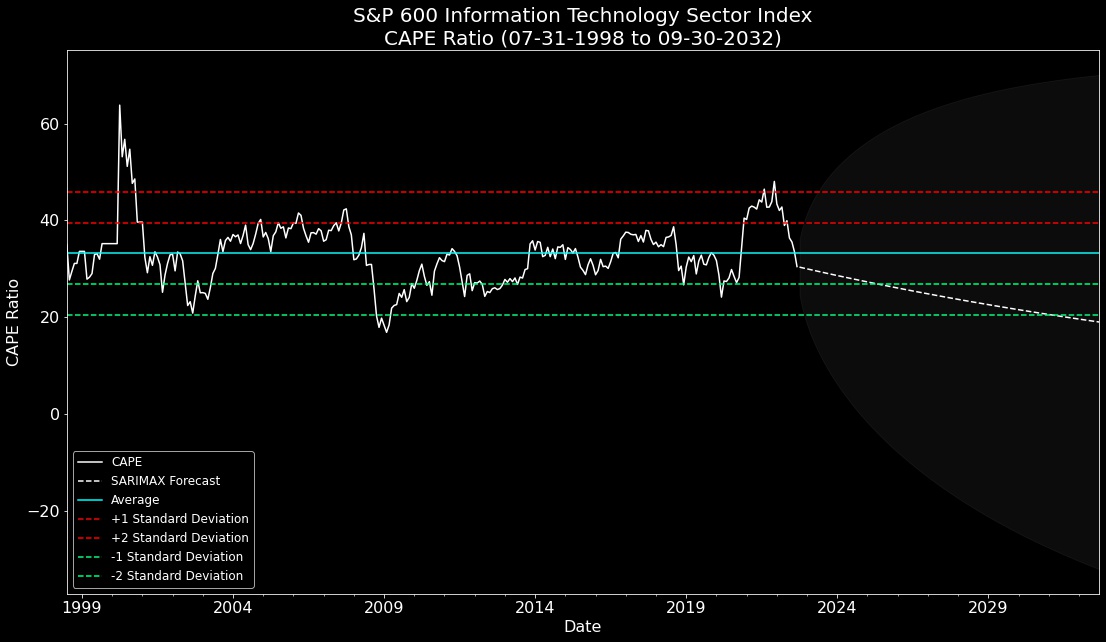 S&P 600 Information Technology Sector Index
CAPE Ratio (07-31-1998 to 09-30-2032)
CAPE Ratio
60
40
20
0
−20
CAPE
SARIMAX Forecast
Average
+1 Standard Deviation
+2 Standard Deviation
-1 Standard Deviation
-2 Standard Deviation
1999 2004 2009 2014 2019 2024 2029
Date